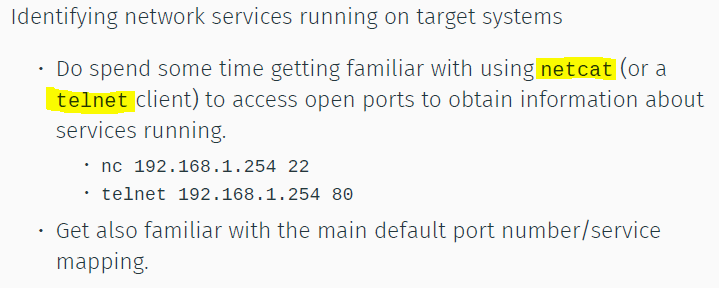 Identifying network services running on target systems
• Do spend some time getting familiar with using netcat (or a
telnet client) to access open ports to obtain information about
services running.
• nc 192.168.1.254 22
• telnet 192.168.1.254 80
• Get also familiar with the main default port number/service
mapping.